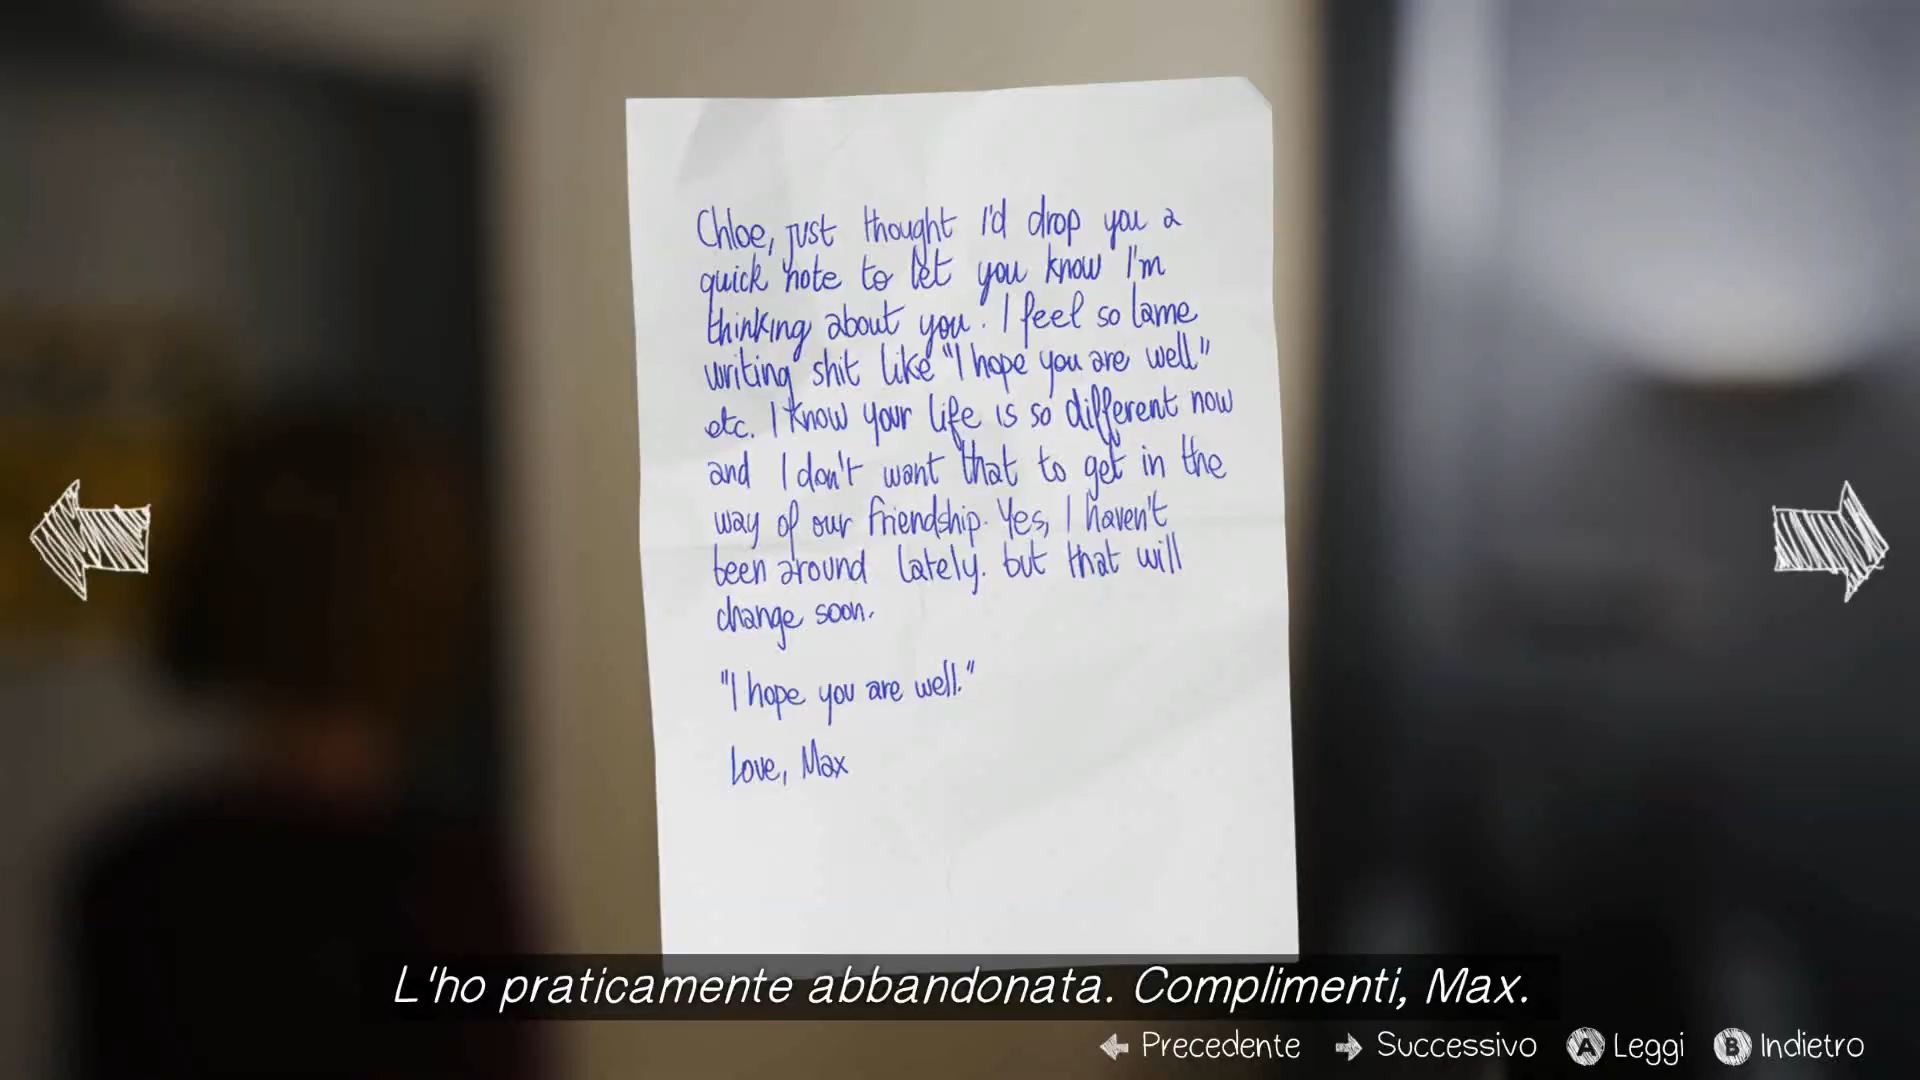 Chloe, just thought I'd drop you a
quick note to let you know I'm
thinking about you. I feel so lame
writing shit like "I hope you are well"
etc. I know your life is so different now
and I don't want that to get in the
way of our friendship. Yes, I haven't
been around lately. but that will
change soon.
"I hope you are well."
Love, Max
L'ho praticamente abbandonata. Complimenti, Max.
Precedente Successivo A Leggi B Indietro